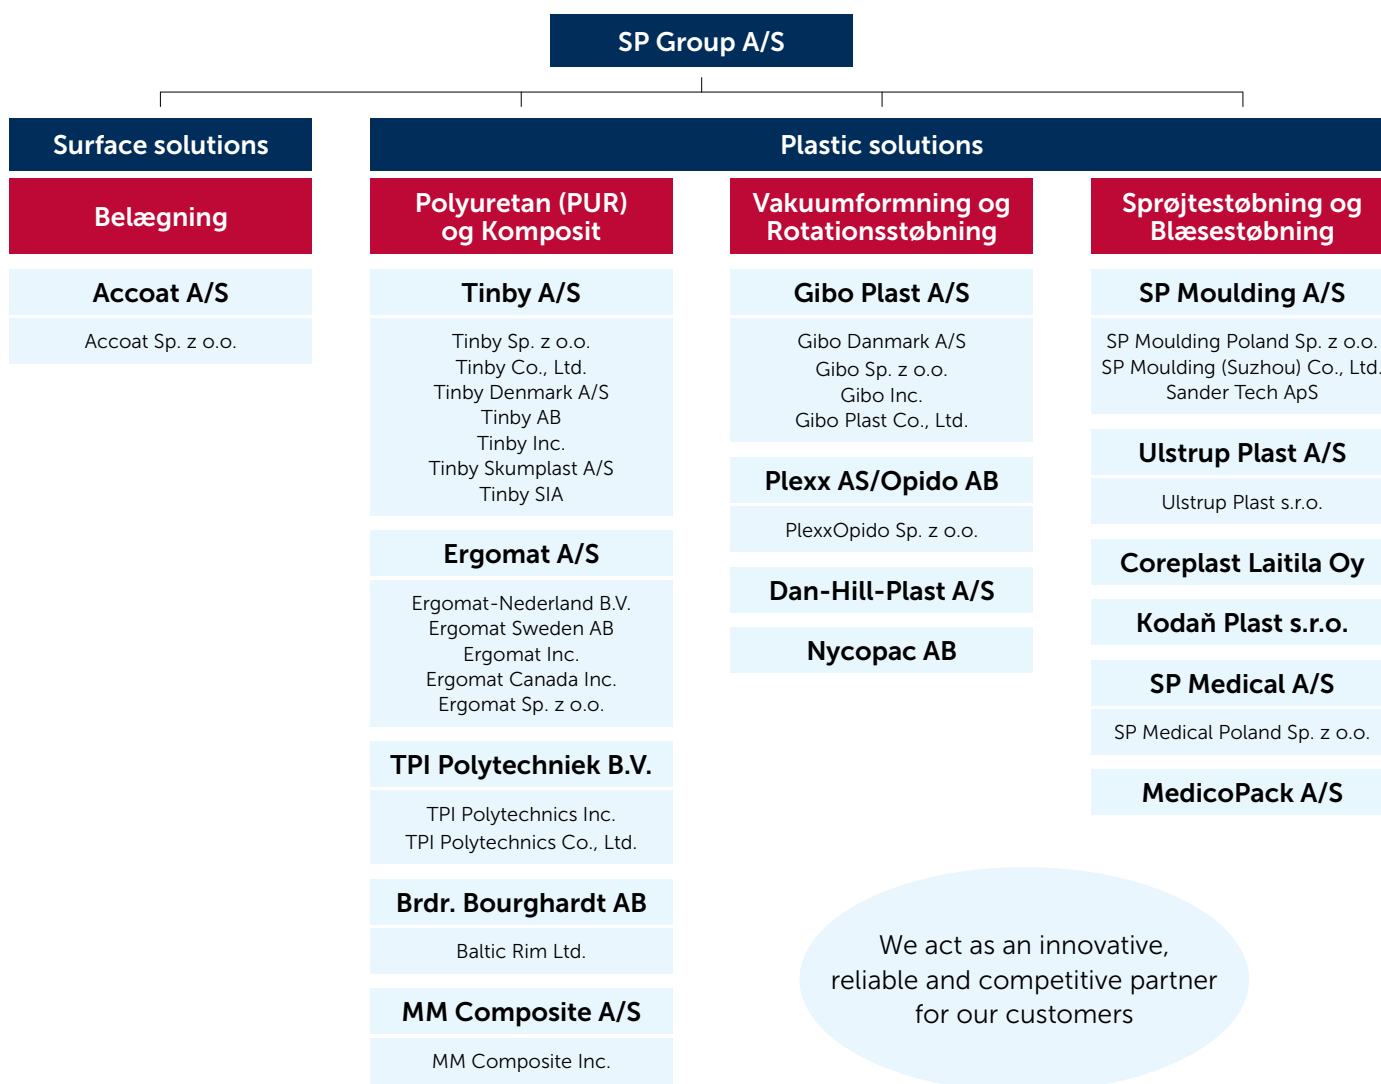 SP Group A/S
Surface solutions
Plastic solutions
Belægning
Accoat A/S
Accoat Sp. z o.o.
Polyuretan (PUR)
og Komposit
Tinby A/S
Tinby Sp. z o.o.
Tinby Co., Ltd.
Tinby Denmark A/S
Tinby AB
Tinby Inc.
Tinby Skumplast A/S
Tinby SIA
Ergomat A/S
Ergomat-Nederland B.V.
Ergomat Sweden AB
Ergomat Inc.
Ergomat Canada Inc.
Ergomat Sp. z o.o.
TPI Polytechniek B.V.
TPI Polytechnics Inc.
TPI Polytechnics Co., Ltd.
Brdr. Bourghardt AB
Baltic Rim Ltd.
MM Composite A/S
MM Composite Inc.
Vakuumformning og
Rotationsstøbning
Gibo Plast A/S
Gibo Danmark A/S
Gibo Sp. z o.o.
Gibo Inc.
Gibo Plast Co., Ltd.
Plexx AS/Opido AB
PlexxOpido Sp. z o.o.
Dan-Hill-Plast A/S
Nycopac AB
Sprøjtestøbning og
Blæsestøbning
SP Moulding A/S
SP Moulding Poland Sp. z o.o.
SP Moulding (Suzhou) Co., Ltd.
Sander Tech ApS
Ulstrup Plast A/S
Ulstrup Plast s.r.o.
Coreplast Laitila Oy
Kodaň Plast s.r.o.
SP Medical A/S
SP Medical Poland Sp. z o.o.
MedicoPack A/S
We act as an innovative,
reliable and competitive partner
for our customers